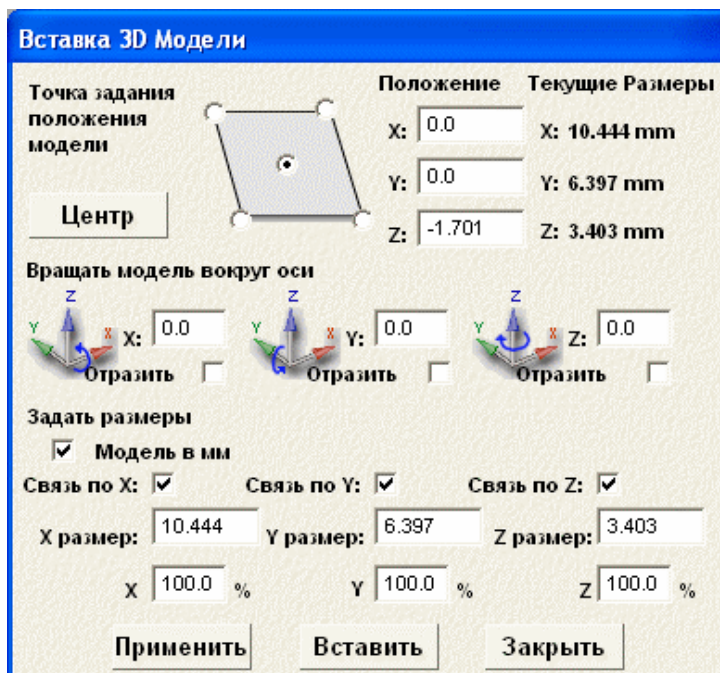 Вставка 3D Модели
Точка задания
положения
модели
Центр
Положение
X: 0.0
Y: 0.0
Z: -1.701
Текущие Размеры
X: 10.444 mm
Y: 6.397 mm
Z: 3.403 mm
Вращать модель вокруг оси
Z Y X X: 0.0
Отразить
Z Y X Y: 0.0
Отразить
Z Y X Z: 0.0
Отразить
Задать размеры
Модель в мм
Связь по X: Связь по Y: Связь по Z:
X размер: 10.444 Y размер: 6.397 Z размер: 3.403
X 100.0 % Y 100.0 % Z 100.0 %
Применить Вставить Закрыть